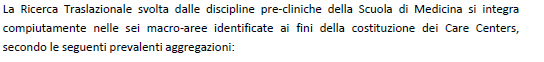 La Ricerca Traslazionale svolta dalle discipline pre-cliniche della Scuola di Medicina si integra
compiutamente nelle sei macro-aree identificate ai fini della costituzione dei Care Centers,
secondo le seguenti prevalenti aggregazioni: